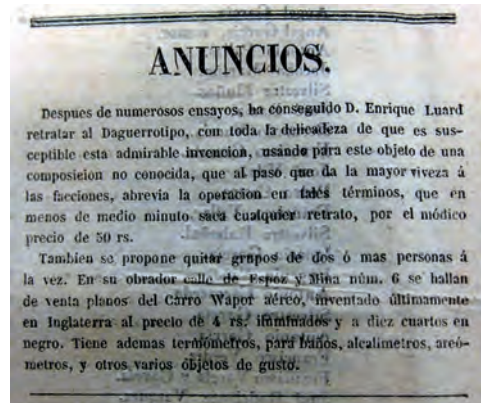 ANUNCIOS.
Despues de numerosos ensayos, ha conseguido D. Enrique Luard
retratar al Daguerrotipo, con toda la delicadeza de que es sus-
ceptible esta admirable invencion, usando para este objeto de una
composicion no conocida, que al paso que da la mayor viveza á
las facciones, abrevia la operacion en tales términos, que en
menos de medio minuto saca cualquier retrato, por el módico
precio de 50 rs.
Tambien se propone quitar grupos de dos ó mas personas á
la vez. En su obrador calle de Espoz y Mina núm. 6 se hallan
de venta planos del Carro Wapor aéreo, inventado últimamente
en Inglaterra al precio de 4 rs. iluminados y a diez cuartos en
negro. Tiene ademas termómetros, para baños, alcalimetros, areó-
metros, y otros varios objetos de gusto.